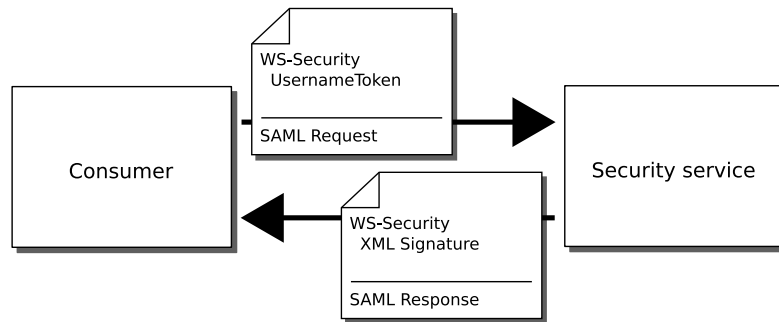 WS-Security
UsernameToken
SAML Request
Consumer
Security service
WS-Security
XML Signature
SAML Response